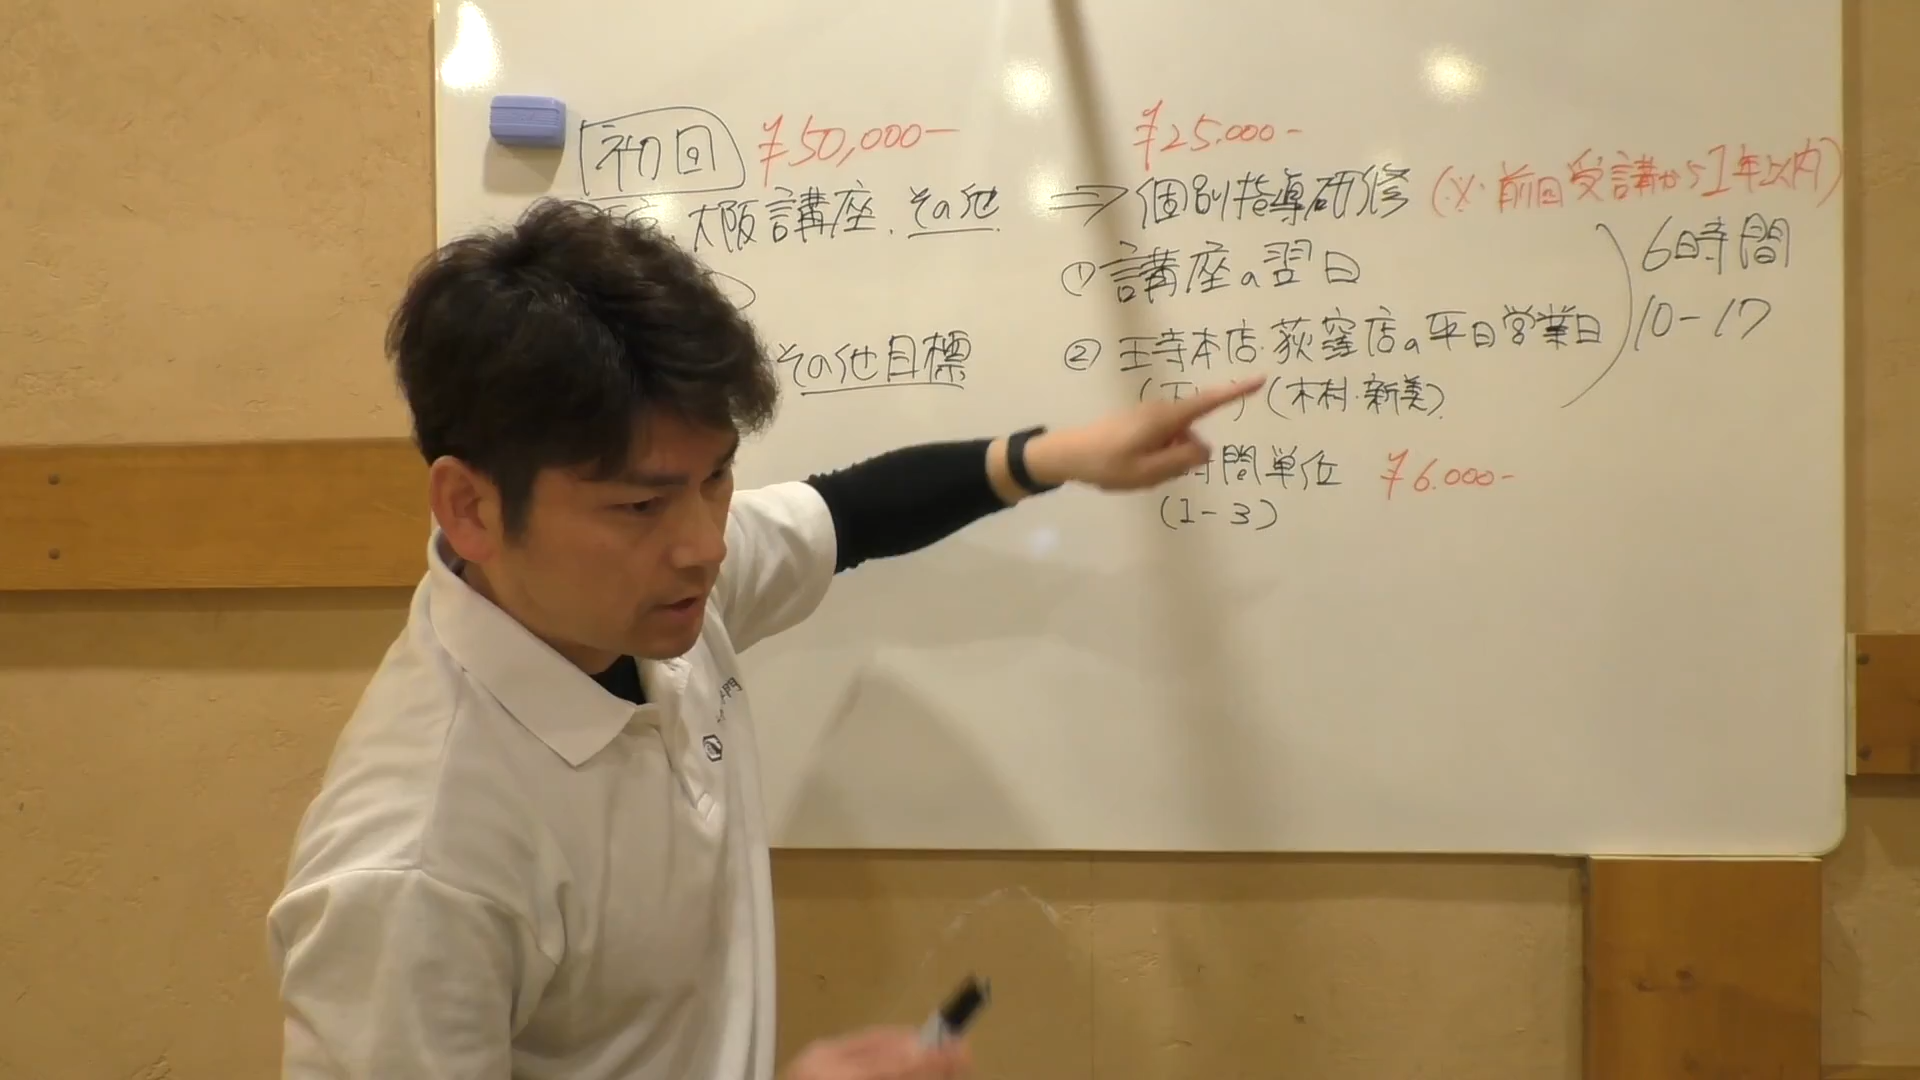 初回 ¥50,000-
大阪講座、その他
その他目標
¥25.000-
⇒個別指導研修 (※前回受講から1年以内)
① 講座の翌日
② 王寺本店・荻窪店の平日営業日
(木村・新美)
6時間
10-17
時間単位 ¥6.000-
(1-3)
門